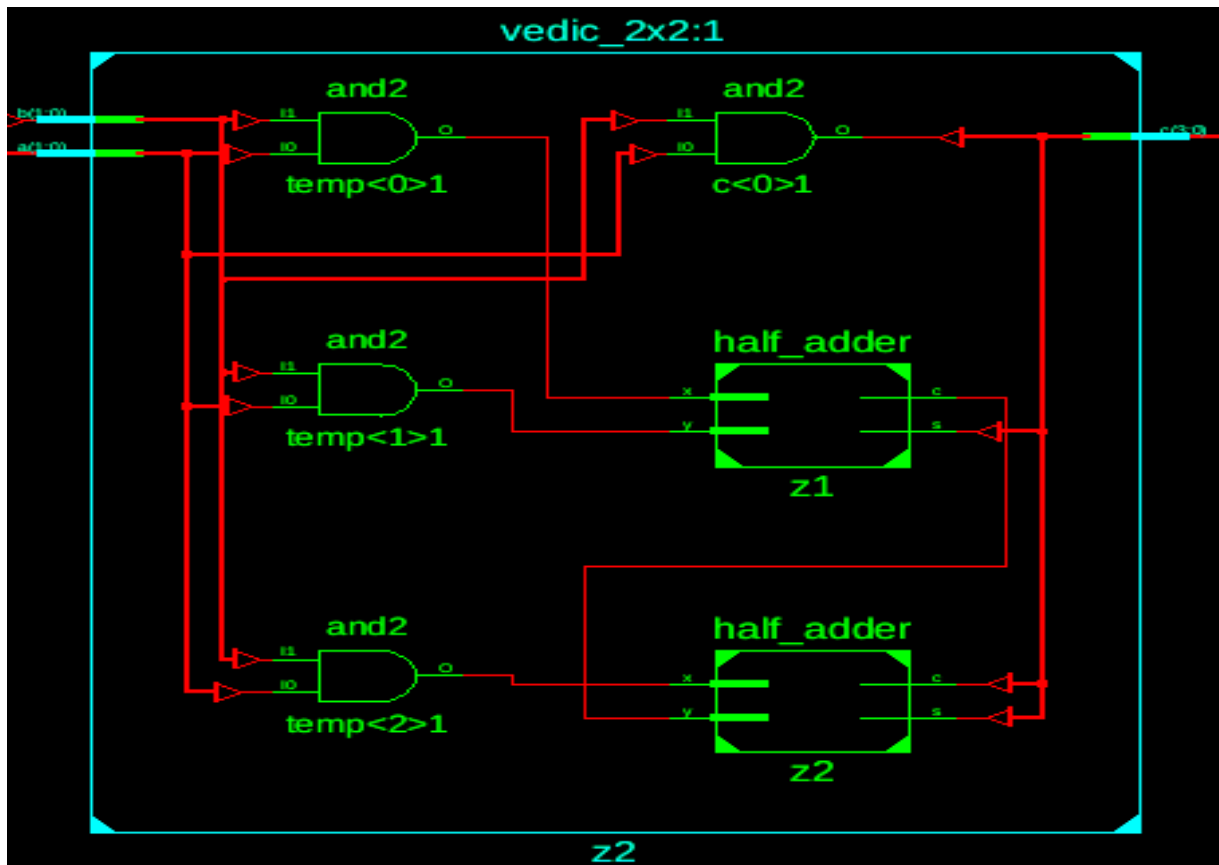 vedic_2x2:1
and2
and2
b(1:0)
I1
O
I1
O
c(3:0)
a(1:0)
I0
I0
temp<0>1
c<0>1
and2
half_adder
I1
O
x
c
I0
y
s
temp<1>1
z1
and2
half_adder
I1
O
x
c
I0
y
s
temp<2>1
z2
z2